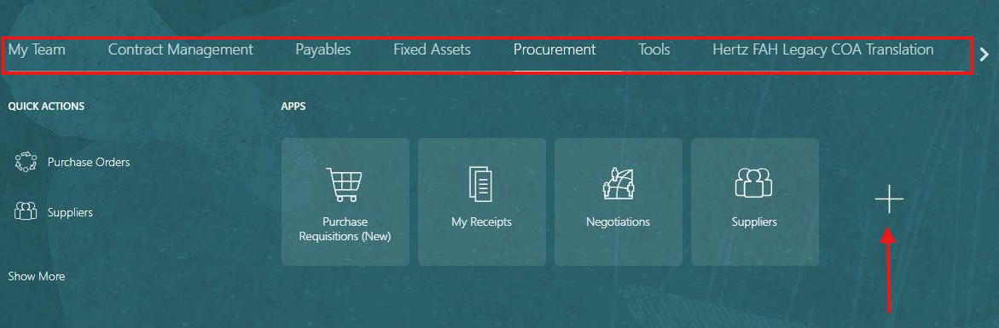 My Team Contract Management Payables Fixed Assets Procurement Tools Hertz FAH Legacy COA Translation
QUICK ACTIONS
Purchase Orders
Suppliers
Show More
APPS
Purchase
Requisitions (New)
My Receipts
Negotiations
Suppliers